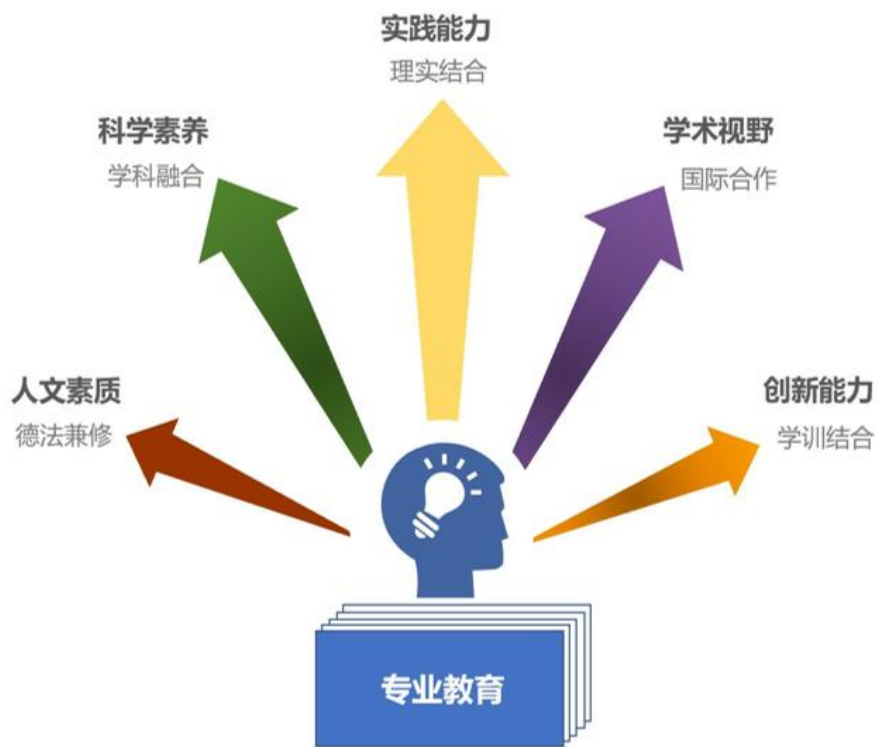 实践能力
理实结合
科学素养
学科融合
学术视野
国际合作
人文素质
德法兼修
创新能力
学训结合
专业教育